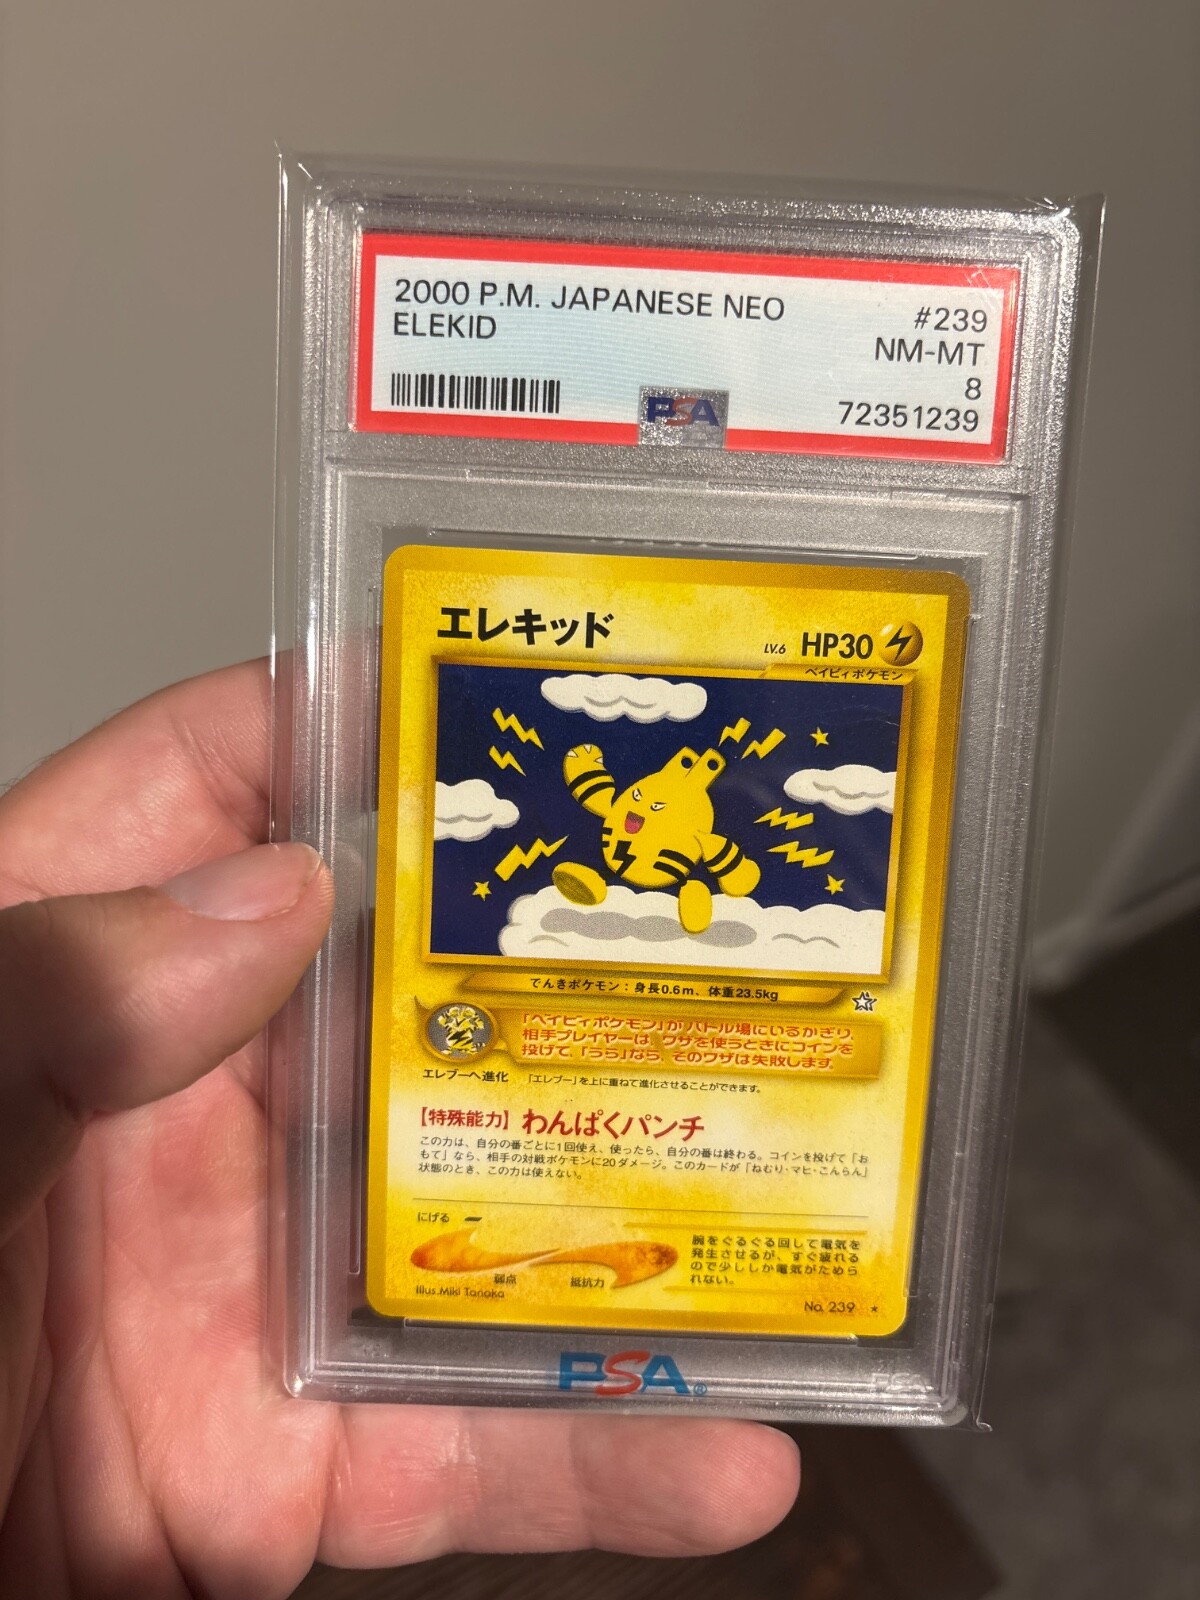 2000 P.M. JAPANESE NEO #239
ELEKID NM-MT
8
PSA 72351239
エレキッド LV.6 HP30
ベイビィポケモン
でんきポケモン：身長0.6m、体重23.5kg
「ベイビィポケモン」がバトル場にいるかぎり、
相手プレイヤーは、ワザを使うときにコインを
投げて、「うら」なら、そのワザは失敗します。
エレブーへ進化 「エレブー」を上に重ねて進化させることができます。
【特殊能力】わんぱくパンチ
この力は、自分の番ごとに1回使え、使ったら、自分の番は終わる。コインを投げて「お
もて」なら、相手の対戦ポケモンに20ダメージ。このカードが「ねむり・マヒ・こんらん」
状態のとき、この力は使えない。
にげる
弱点 抵抗力
腕をぐるぐる回して電気を
発生させるが、すぐ疲れる
ので少ししか電気がためら
れない。
Illus.Miki Tanaka
No. 239 ★
PSA®